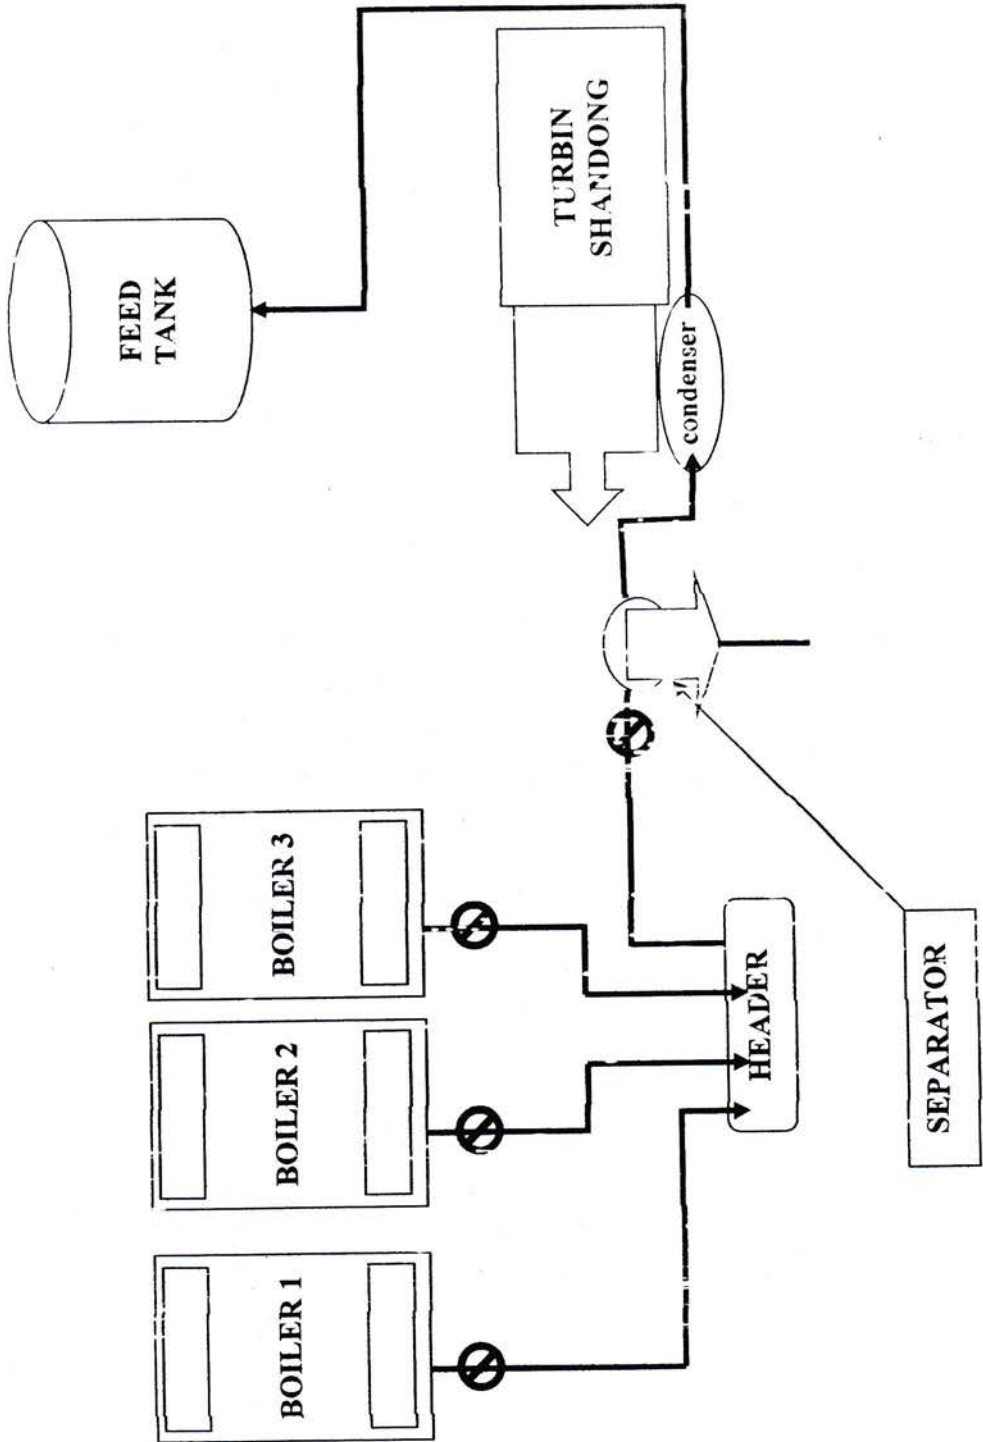 BOILER 1
BOILER 2
BOILER 3
FEED
TANK
TURBIN
SHANDONG
condenser
HEADER
SEPARATOR